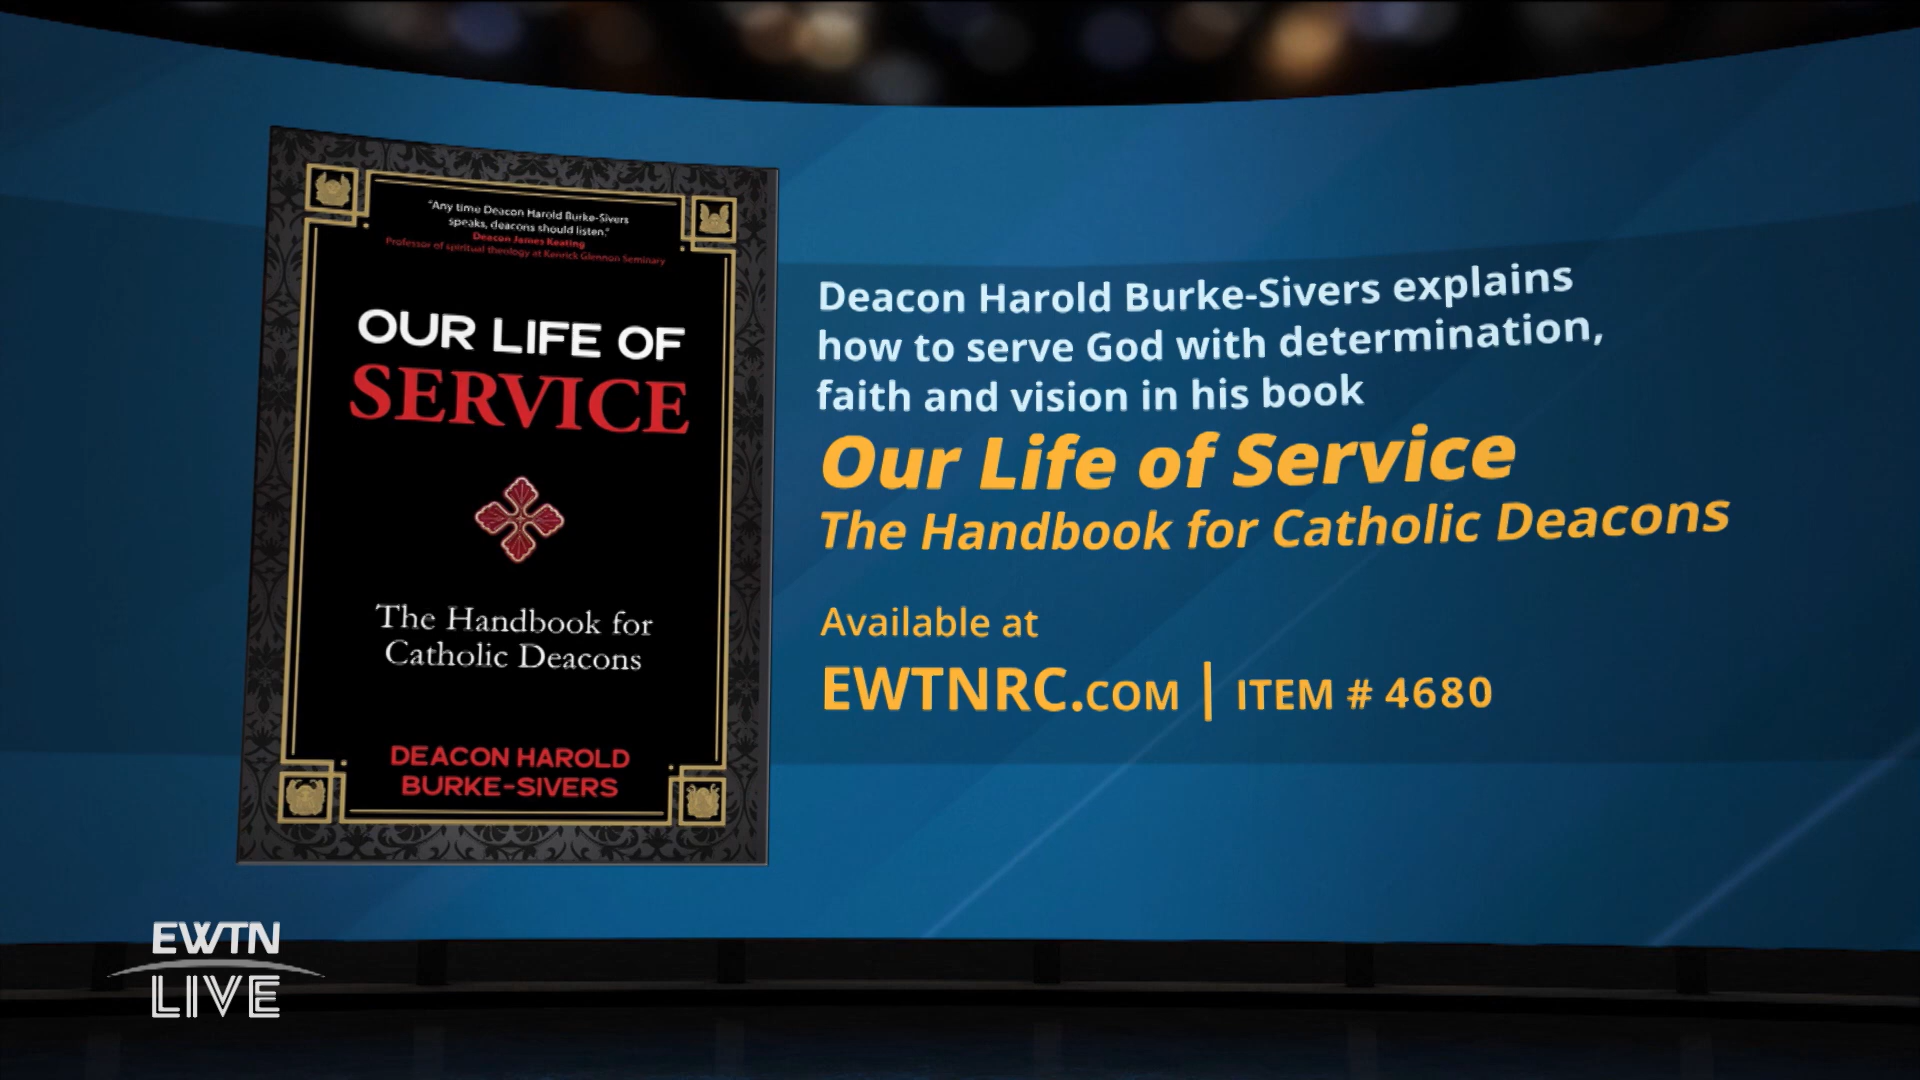 "Any time Deacon Harold Burke-Sivers
speaks, deacons should listen."
Deacon James Keating
Professor of spiritual theology at Kenrick Glennon Seminary
OUR LIFE OF
SERVICE
The Handbook for
Catholic Deacons
DEACON HAROLD
BURKE-SIVERS
Deacon Harold Burke-Sivers explains
how to serve God with determination,
faith and vision in his book
Our Life of Service
The Handbook for Catholic Deacons
Available at
EWTNRC.COM | ITEM # 4680
EWTN
LIVE